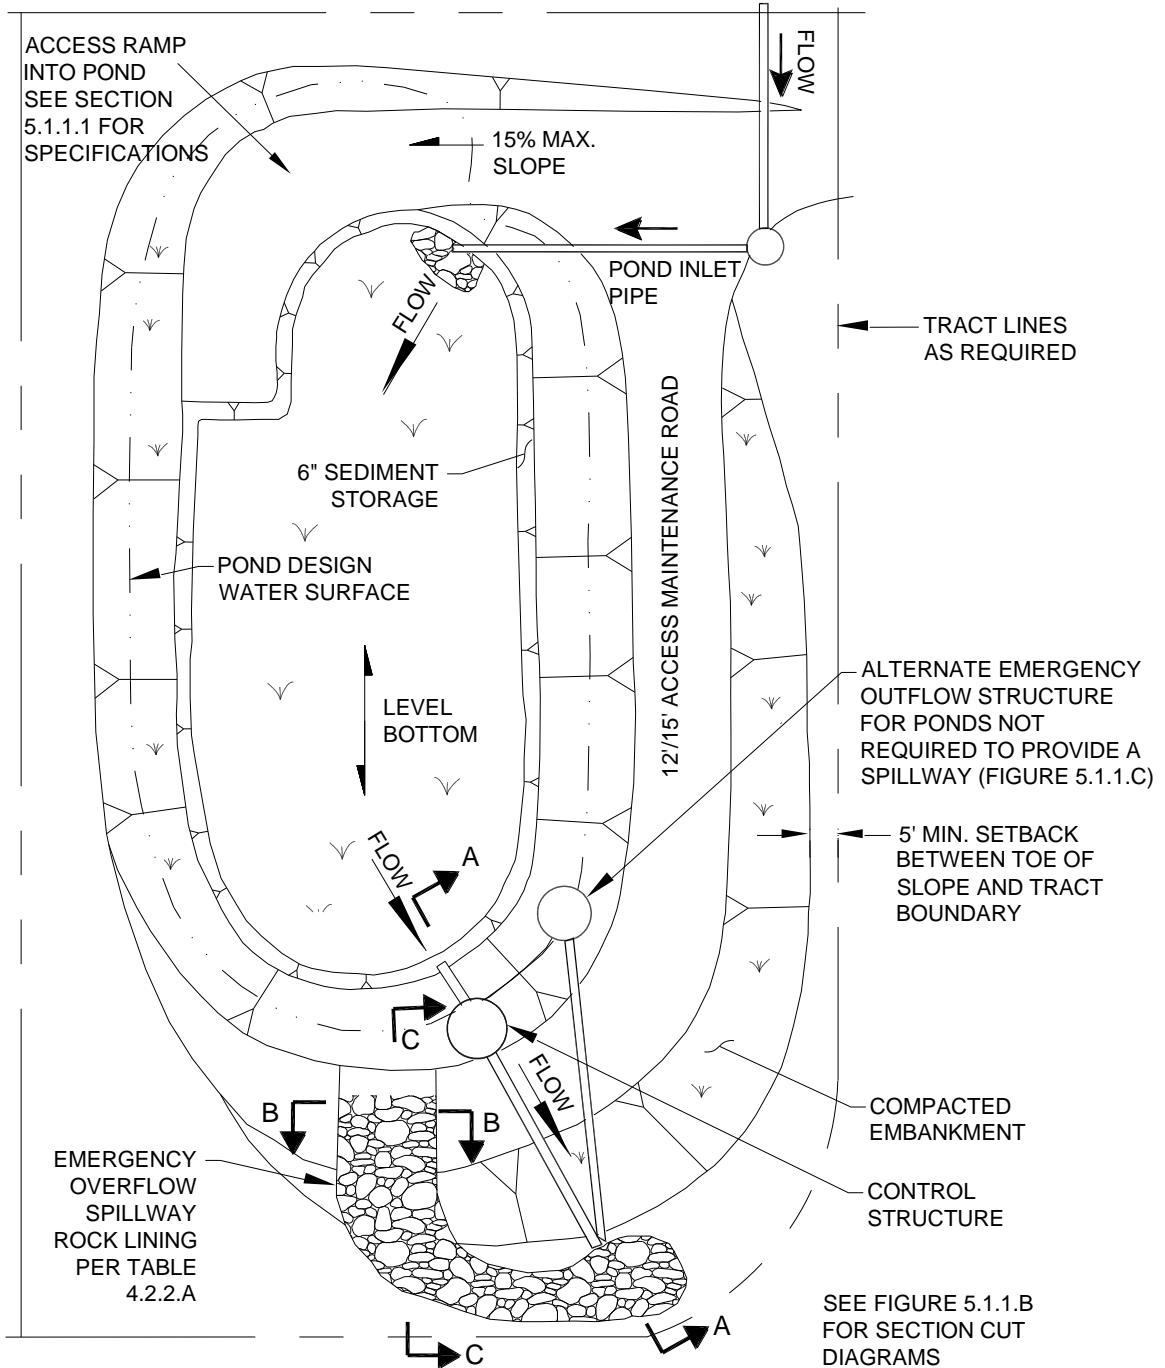 ACCESS RAMP
INTO POND
SEE SECTION
5.1.1.1 FOR
SPECIFICATIONS
FLOW
15% MAX.
SLOPE
POND INLET
PIPE
FLOW
TRACT LINES
AS REQUIRED
12'/15' ACCESS MAINTENANCE ROAD
6" SEDIMENT
STORAGE
POND DESIGN
WATER SURFACE
LEVEL
BOTTOM
ALTERNATE EMERGENCY
OUTFLOW STRUCTURE
FOR PONDS NOT
REQUIRED TO PROVIDE A
SPILLWAY (FIGURE 5.1.1.C)
5' MIN. SETBACK
BETWEEN TOE OF
SLOPE AND TRACT
BOUNDARY
FLOW
A
C
FLOW
B
B
COMPACTED
EMBANKMENT
EMERGENCY
OVERFLOW
SPILLWAY
ROCK LINING
PER TABLE
4.2.2.A
CONTROL
STRUCTURE
A
C
SEE FIGURE 5.1.1.B
FOR SECTION CUT
DIAGRAMS